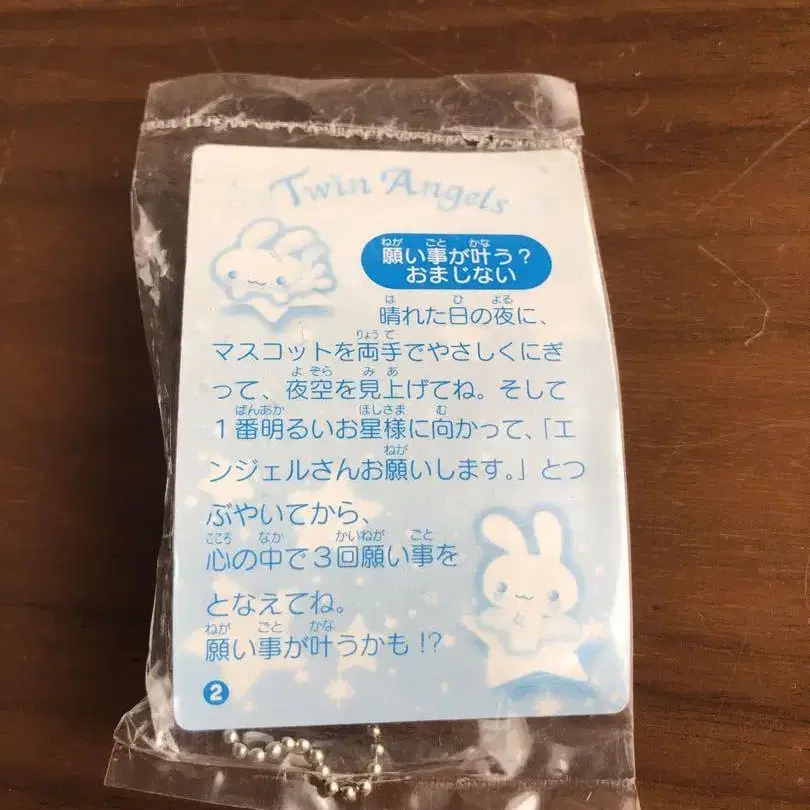 Twin Angels
願い事が叶う?
おまじない
晴れた日の夜に、
マスコットを両手でやさしくにぎ
って、夜空を見上げてね。そして
1番明るいお星様に向かって、「エ
ンジェルさんお願いします。」とつ
ぶやいてから、
心の中で3回願い事を
となえてね。
願い事が叶うかも!?
2